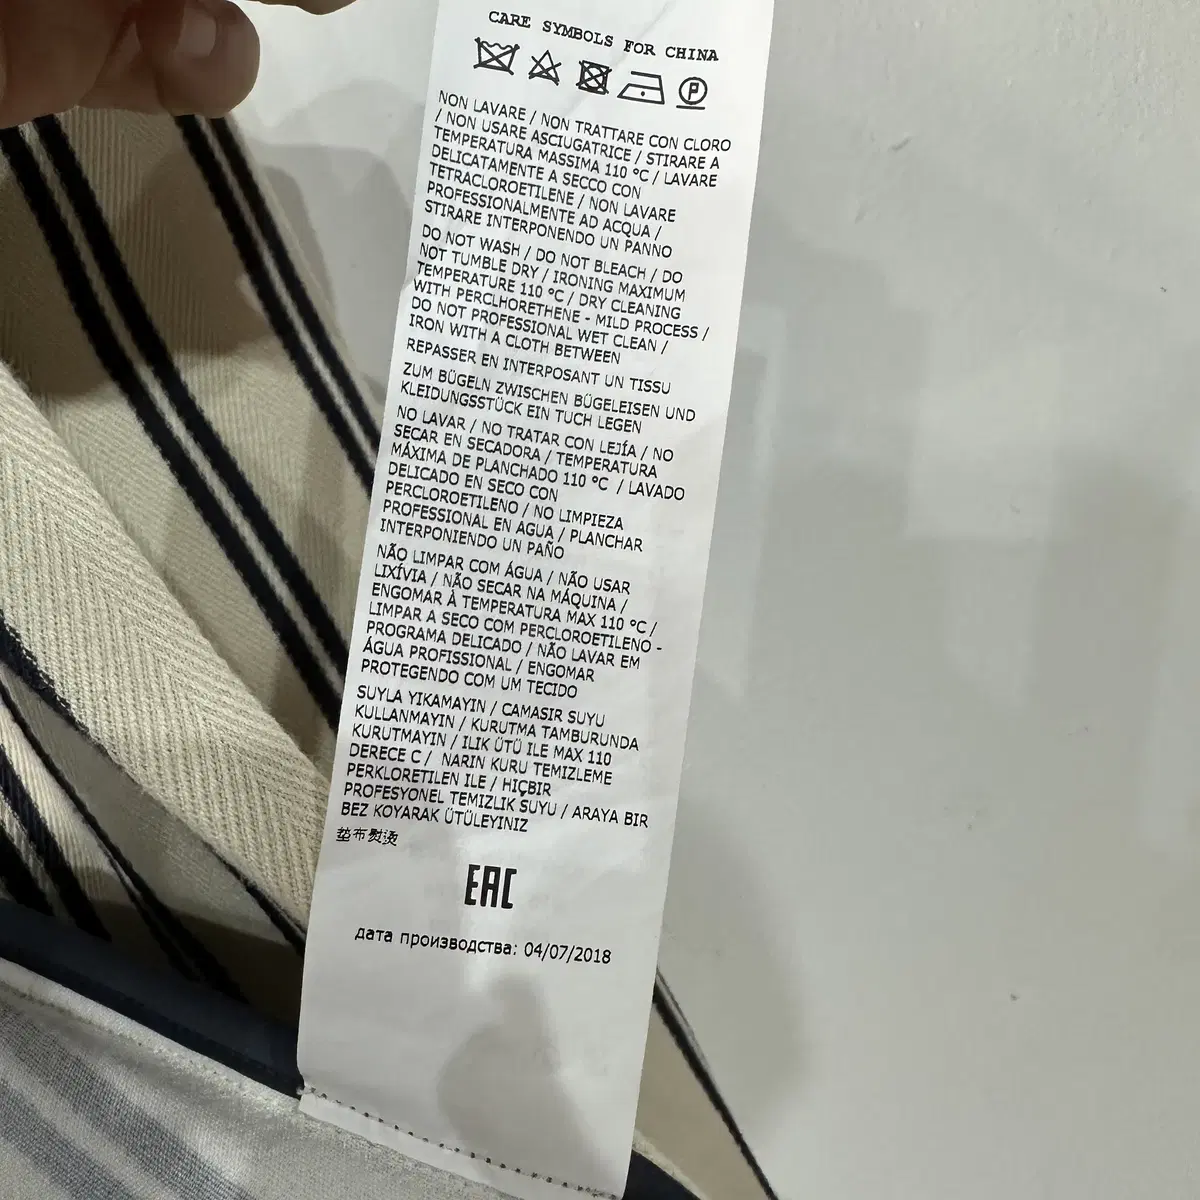 CARE SYMBOLS FOR CHINA
P
NON LAVARE / NON TRATTARE CON CLORO
/ NON USARE ASCIUGATRICE / STIRARE A
TEMPERATURA MASSIMA 110 °C / LAVARE
DELICATAMENTE A SECCO CON
TETRACLOROETILENE / NON LAVARE
PROFESSIONALMENTE AD ACQUA /
STIRARE INTERPONENDO UN PANNO
DO NOT WASH / DO NOT BLEACH / DO
NOT TUMBLE DRY / IRONING MAXIMUM
TEMPERATURE 110 °C / DRY CLEANING
WITH PERCLHORETHENE - MILD PROCESS /
DO NOT PROFESSIONAL WET CLEAN /
IRON WITH A CLOTH BETWEEN
REPASSER EN INTERPOSANT UN TISSU
ZUM BÜGELN ZWISCHEN BÜGELEISEN UND
KLEIDUNGSSTÜCK EIN TUCH LEGEN
NO LAVAR / NO TRATAR CON LEJÍA / NO
SECAR EN SECADORA / TEMPERATURA
MÁXIMA DE PLANCHADO 110 °C / LAVADO
DELICADO EN SECO CON
PERCLOROETILENO / NO LIMPIEZA
PROFESSIONAL EN AGUA / PLANCHAR
INTERPONIENDO UN PAÑO
NÃO LIMPAR COM ÁGUA / NÃO USAR
LIXÍVIA / NÃO SECAR NA MÁQUINA /
ENGOMAR À TEMPERATURA MAX 110 °C /
LIMPAR A SECO COM PERCLOROETILENO -
PROGRAMA DELICADO / NÃO LAVAR EM
ÁGUA PROFISSIONAL / ENGOMAR
PROTEGENDO COM UM TECIDO
SUYLA YIKAMAYIN / CAMASIR SUYU
KULLANMAYIN / KURUTMA TAMBURUNDA
KURUTMAYIN / ILIK ÜTÜ ILE MAX 110
DERECE C / NARIN KURU TEMIZLEME
PERKLORETILEN ILE / HIÇBIR
PROFESYONEL TEMIZLIK SUYU / ARAYA BIR
BEZ KOYARAK ÜTÜLEYINIZ
垫布熨烫
EAC
дата производства: 04/07/2018